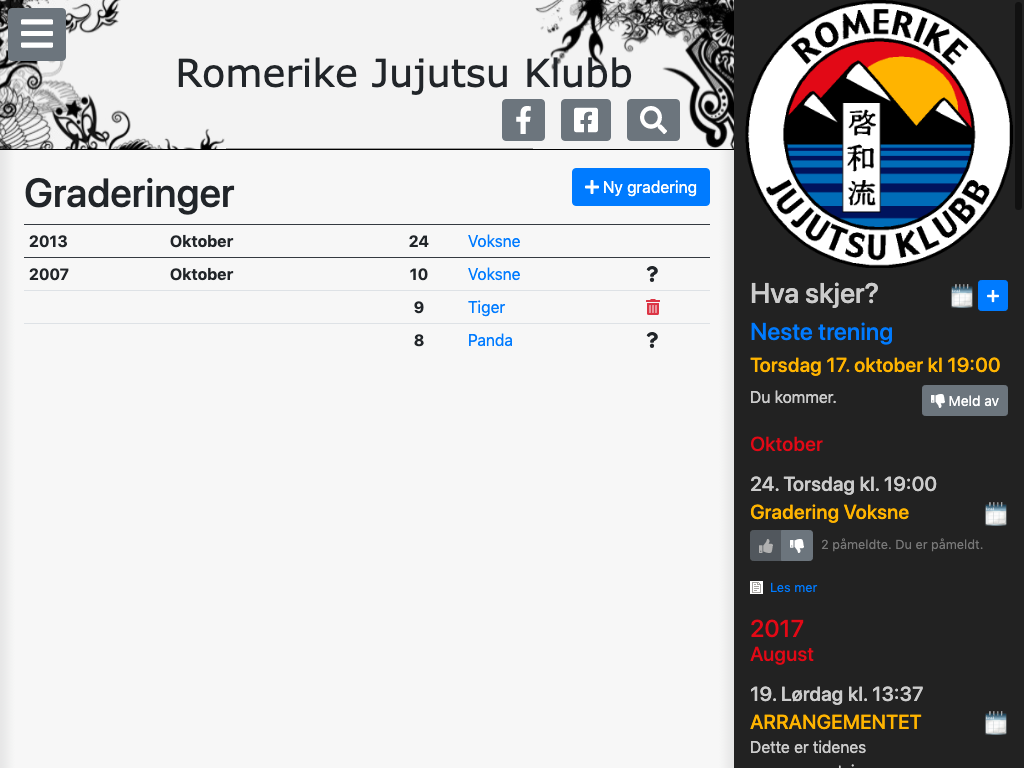 Romerike Jujutsu Klubb
Graderinger
Ny gradering
2013 Oktober 24 Voksne
2007 Oktober 10 Voksne ?
9 Tiger
8 Panda ?
ROMERIKE
啓和流
JUJUTSU KLUBB
Hva skjer?
Neste trening
Torsdag 17. oktober kl 19:00
Du kommer.
Meld av
Oktober
24. Torsdag kl. 19:00
Gradering Voksne
2 påmeldte. Du er påmeldt.
Les mer
2017
August
19. Lørdag kl. 13:37
ARRANGEMENTET
Dette er tidenes